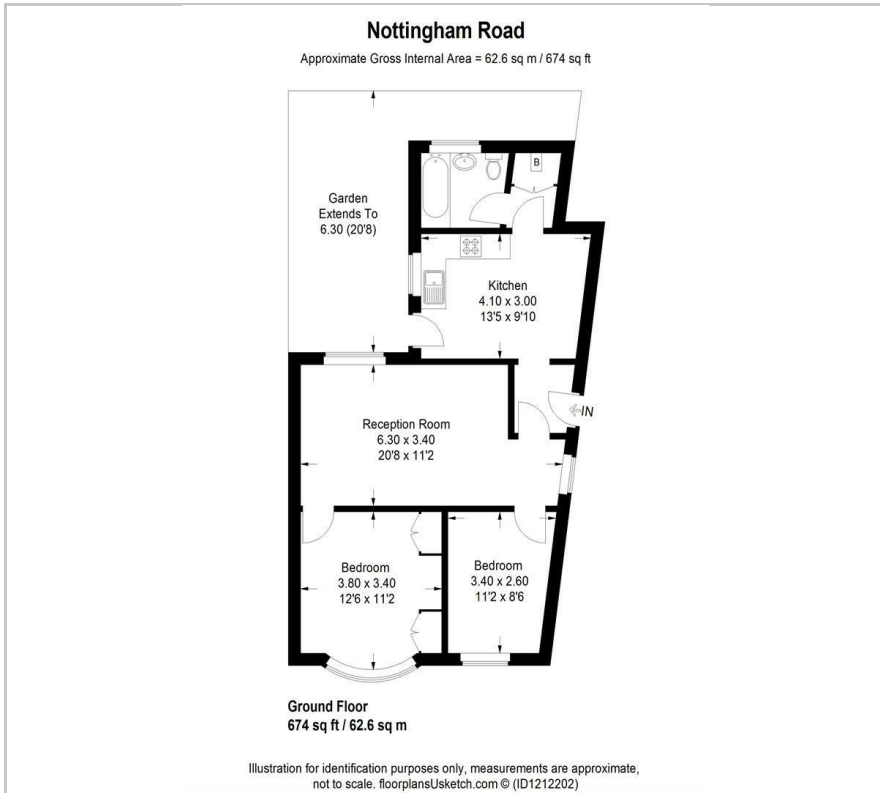 Nottingham Road
Approximate Gross Internal Area = 62.6 sq m / 674 sq ft
B
Garden
Extends To
6.30 (20'8)
Kitchen
4.10 x 3.00
13'5 x 9'10
IN
Reception Room
6.30 x 3.40
20'8 x 11'2
Bedroom
3.80 x 3.40
12'6 x 11'2
Bedroom
3.40 x 2.60
11'2 x 8'6
Ground Floor
674 sq ft / 62.6 sq m
Illustration for identification purposes only, measurements are approximate,
not to scale. floorplansUsketch.com © (ID1212202)